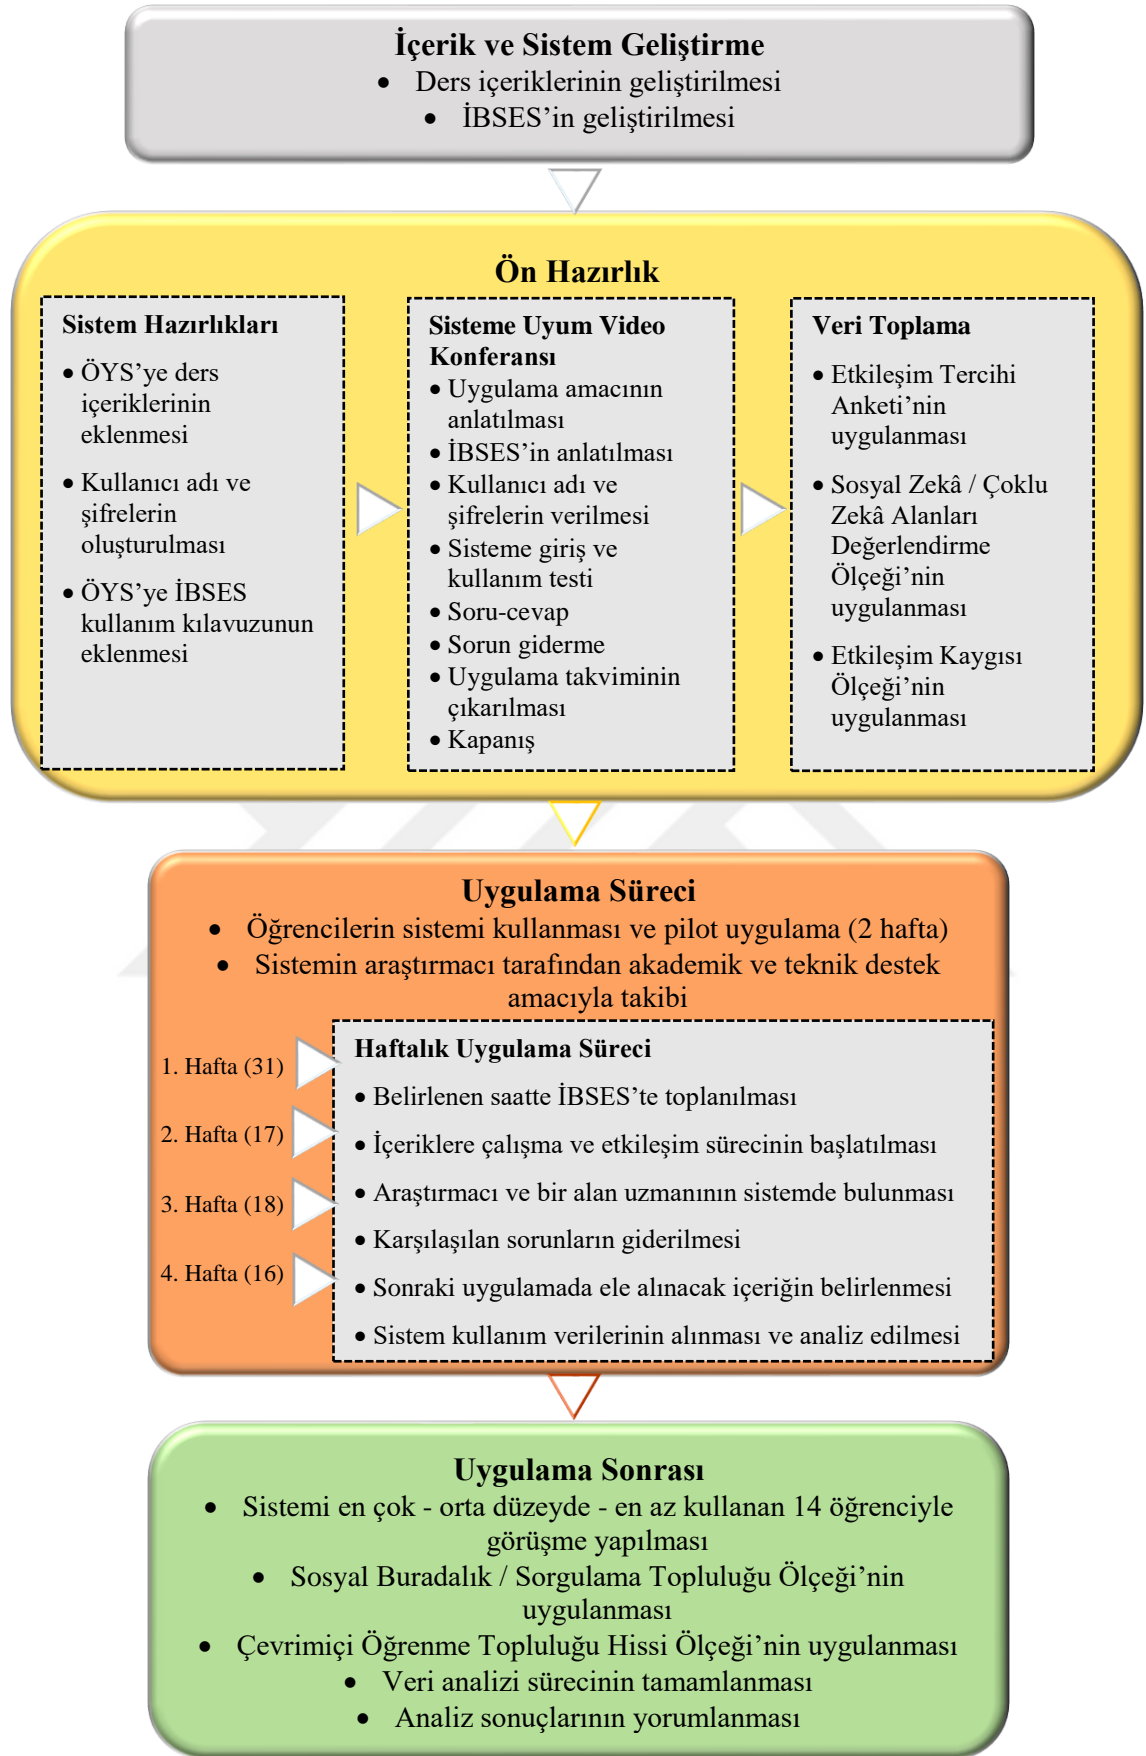 İçerik ve Sistem Geliştirme
• Ders içeriklerinin geliştirilmesi
• İBSES’in geliştirilmesi
Ön Hazırlık
Sistem Hazırlıkları
• ÖYS’ye ders
içeriklerinin
eklenmesi
• Kullanıcı adı ve
şifrelerin
oluşturulması
• ÖYS’ye İBSES
kullanım kılavuzunun
eklenmesi
Sisteme Uyum Video
Konferansı
• Uygulama amacının
anlatılması
• İBSES’in anlatılması
• Kullanıcı adı ve
şifrelerin verilmesi
• Sisteme giriş ve
kullanım testi
• Soru-cevap
• Sorun giderme
• Uygulama takviminin
çıkarılması
• Kapanış
Veri Toplama
• Etkileşim Tercihi
Anketi’nin
uygulanması
• Sosyal Zekâ / Çoklu
Zekâ Alanları
Değerlendirme
Ölçeği’nin
uygulanması
• Etkileşim Kaygısı
Ölçeği’nin
uygulanması
Uygulama Süreci
• Öğrencilerin sistemi kullanması ve pilot uygulama (2 hafta)
• Sistemin araştırmacı tarafından akademik ve teknik destek
amacıyla takibi
1. Hafta (31)
2. Hafta (17)
3. Hafta (18)
4. Hafta (16)
Haftalık Uygulama Süreci
• Belirlenen saatte İBSES’te toplanılması
• İçeriklere çalışma ve etkileşim sürecinin başlatılması
• Araştırmacı ve bir alan uzmanının sistemde bulunması
• Karşılaşılan sorunların giderilmesi
• Sonraki uygulamada ele alınacak içeriğin belirlenmesi
• Sistem kullanım verilerinin alınması ve analiz edilmesi
Uygulama Sonrası
• Sistemi en çok - orta düzeyde - en az kullanan 14 öğrenciyle
görüşme yapılması
• Sosyal Buradalık / Sorgulama Topluluğu Ölçeği’nin
uygulanması
• Çevrimiçi Öğrenme Topluluğu Hissi Ölçeği’nin uygulanması
• Veri analizi sürecinin tamamlanması
• Analiz sonuçlarının yorumlanması